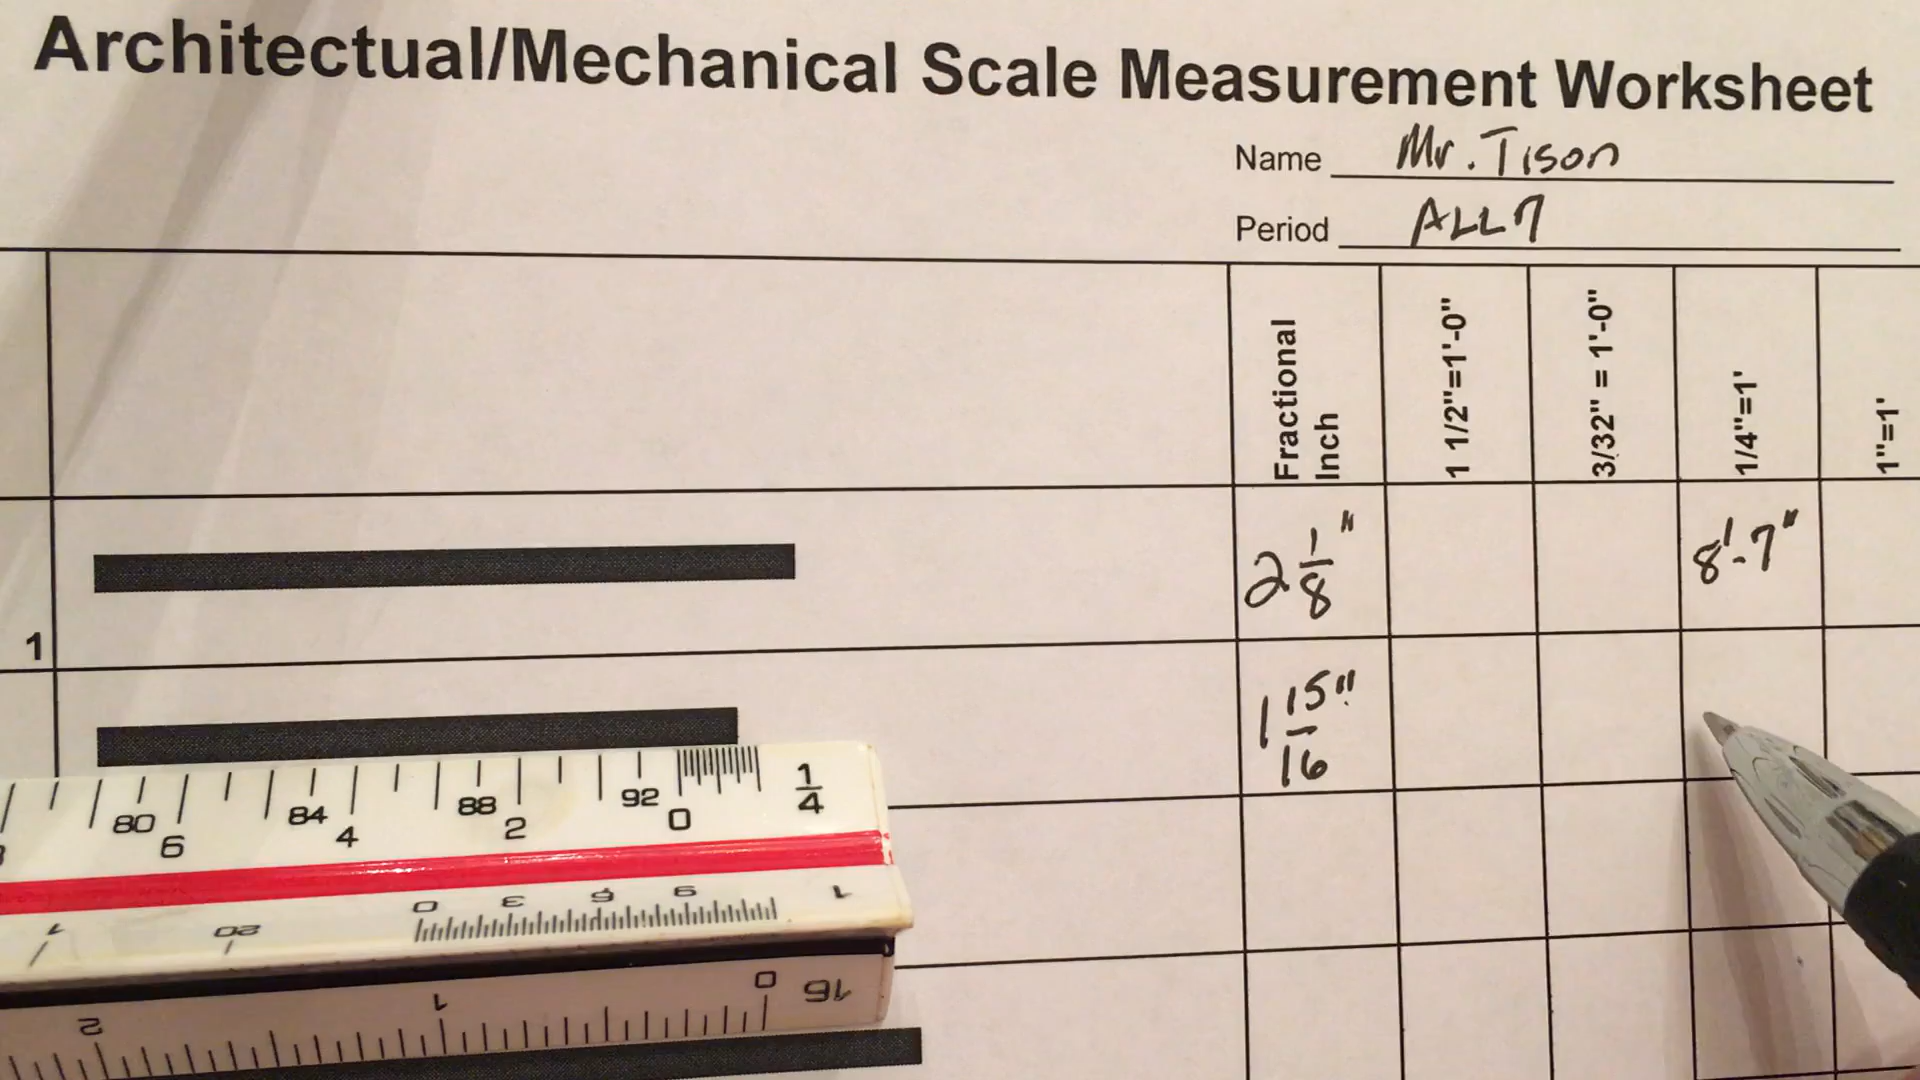 Architectual/Mechanical Scale Measurement Worksheet
Name Mr. Tison
Period ALL 7
Fractional Inch
1 1/2"=1'-0"
3/32" = 1'-0"
1/4"=1'
1"=1'
1
2 1/8"
8'-7"
1 15/16"
80 84 88 92 1/4
6 4 2 0
0 3 6 9 1
1 20
2 1 0 16